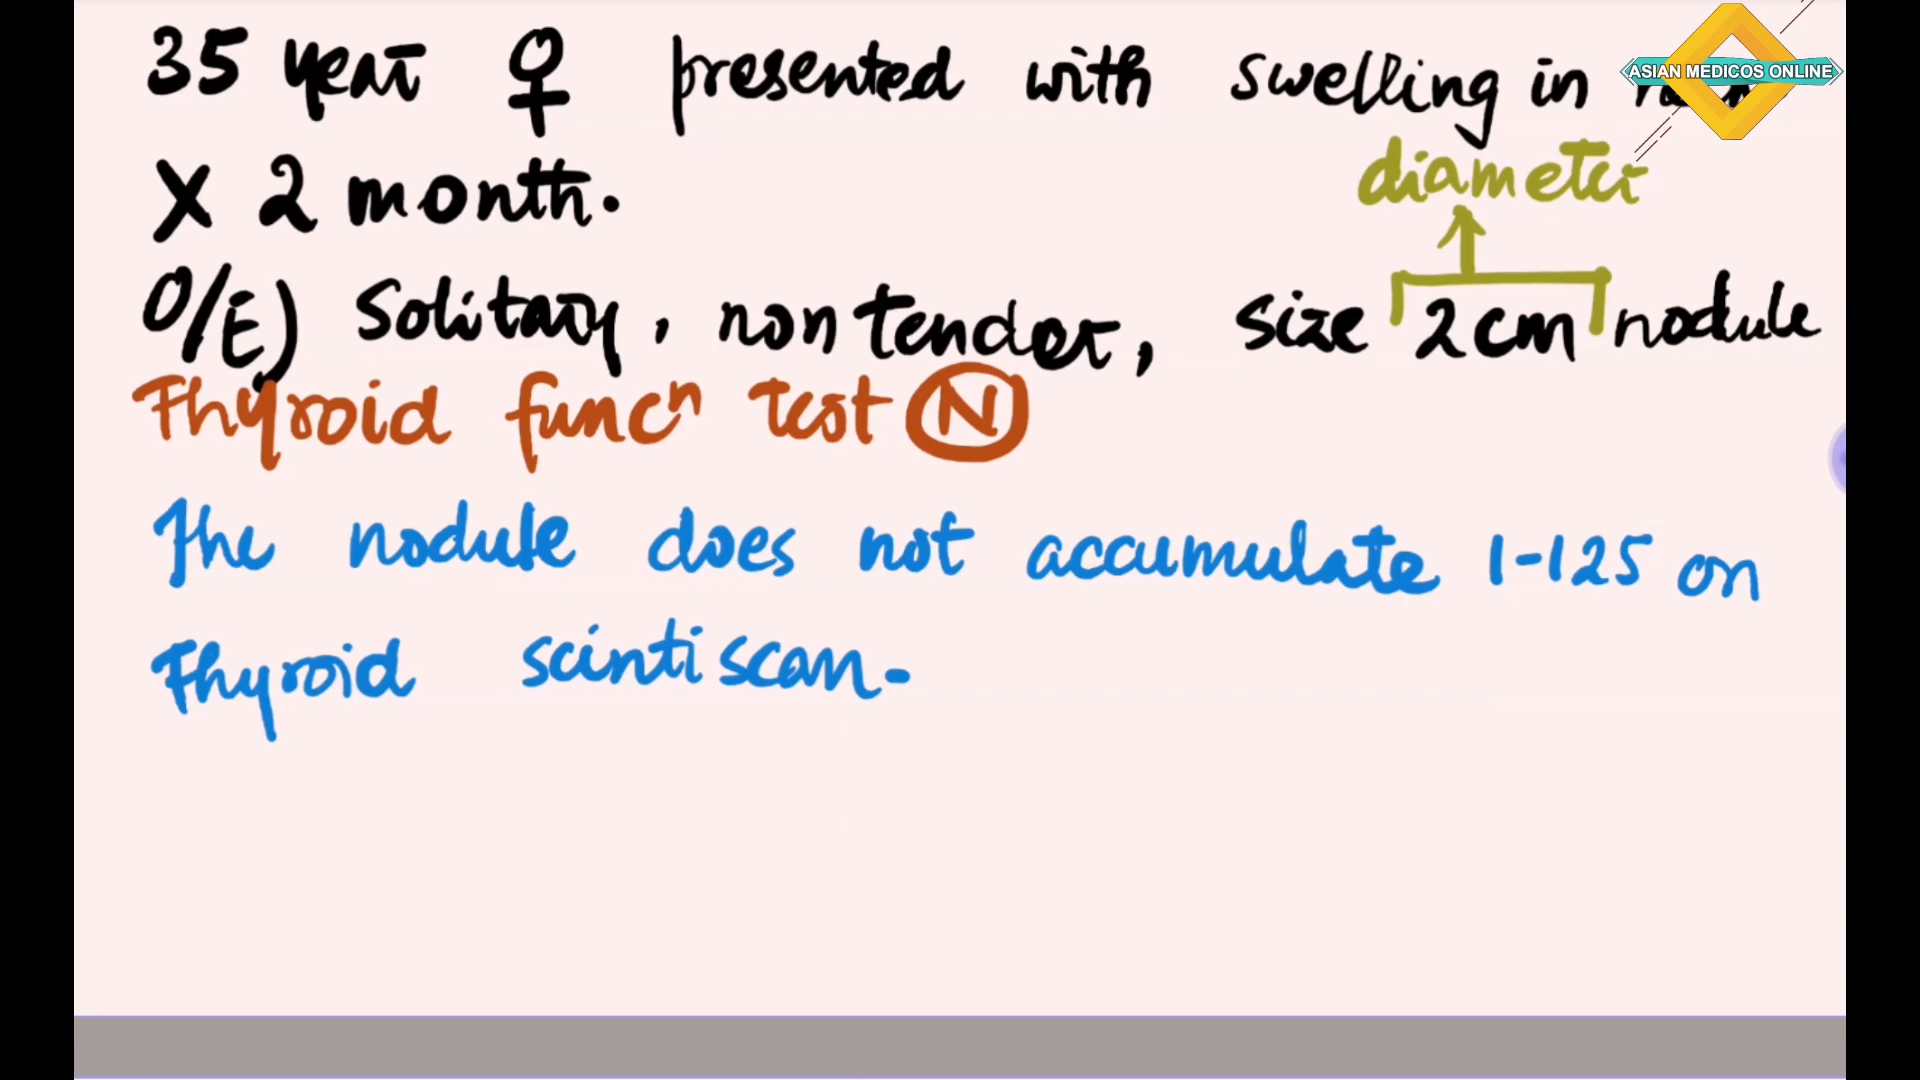 35 year ♀ presented with swelling in
ASIAN MEDICOS ONLINE
X 2 month.
diameter
O/E) Solitary, non tender, size 2cm nodule
Thyroid funcⁿ test N
The nodule does not accumulate I-125 on
Thyroid scintiscan.